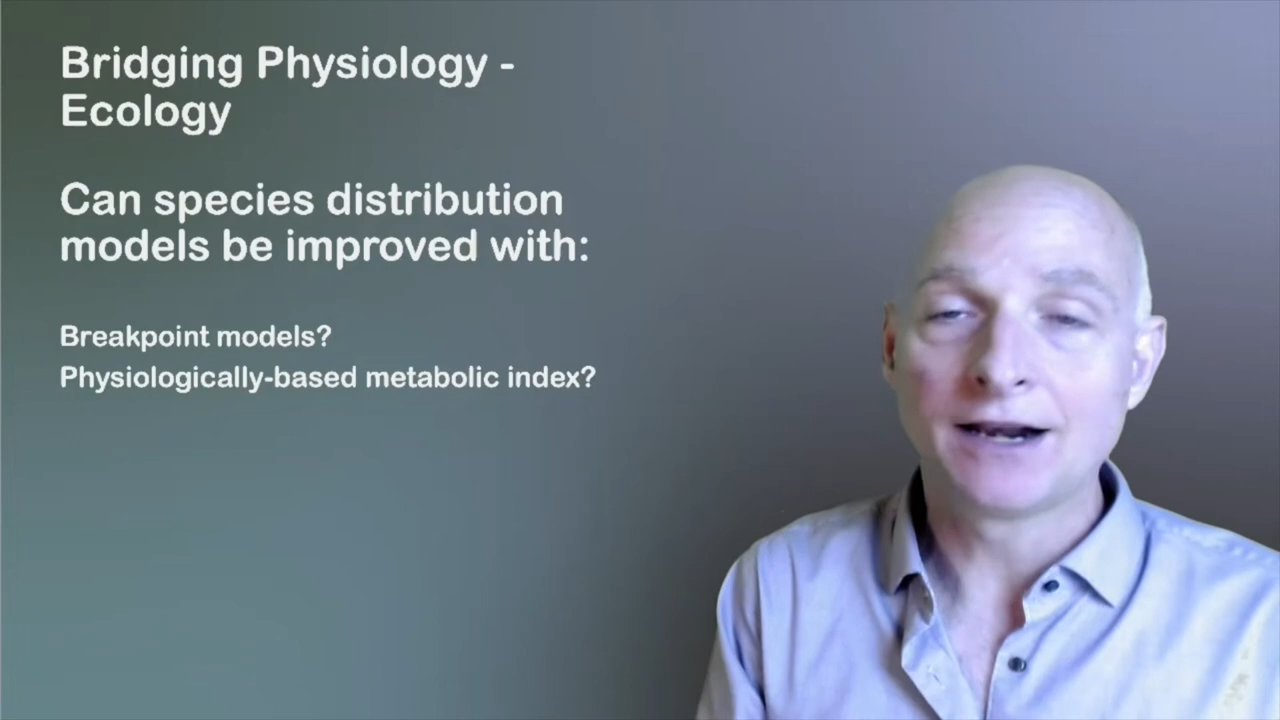 Bridging Physiology -
Ecology
Can species distribution
models be improved with:
Breakpoint models?
Physiologically-based metabolic index?